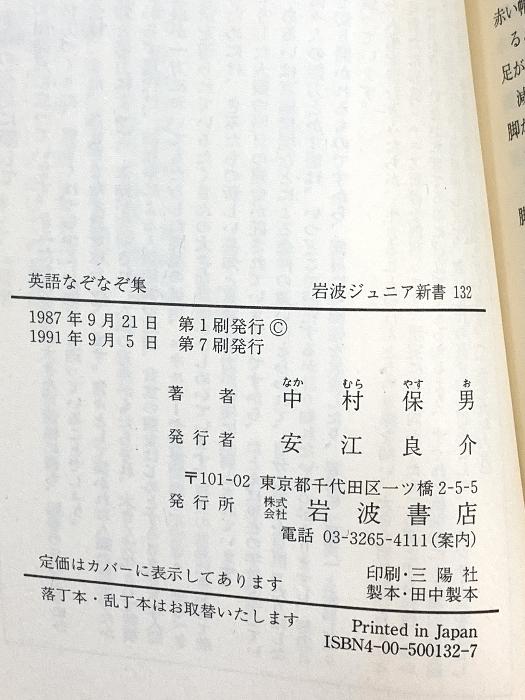 英語なぞなぞ集
岩波ジュニア新書 132
1987年9月21日 第1刷発行 ©
1991年9月5日 第7刷発行
なか むら やす お
著者 中村保男
発行者 安江良介
〒101-02 東京都千代田区一ツ橋2-5-5
発行所 株式会社 岩波書店
電話 03-3265-4111(案内)
定価はカバーに表示してあります
印刷・三陽社
製本・田中製本
落丁本・乱丁本はお取替いたします
Printed in Japan
ISBN4-00-500132-7
赤い
る
足が